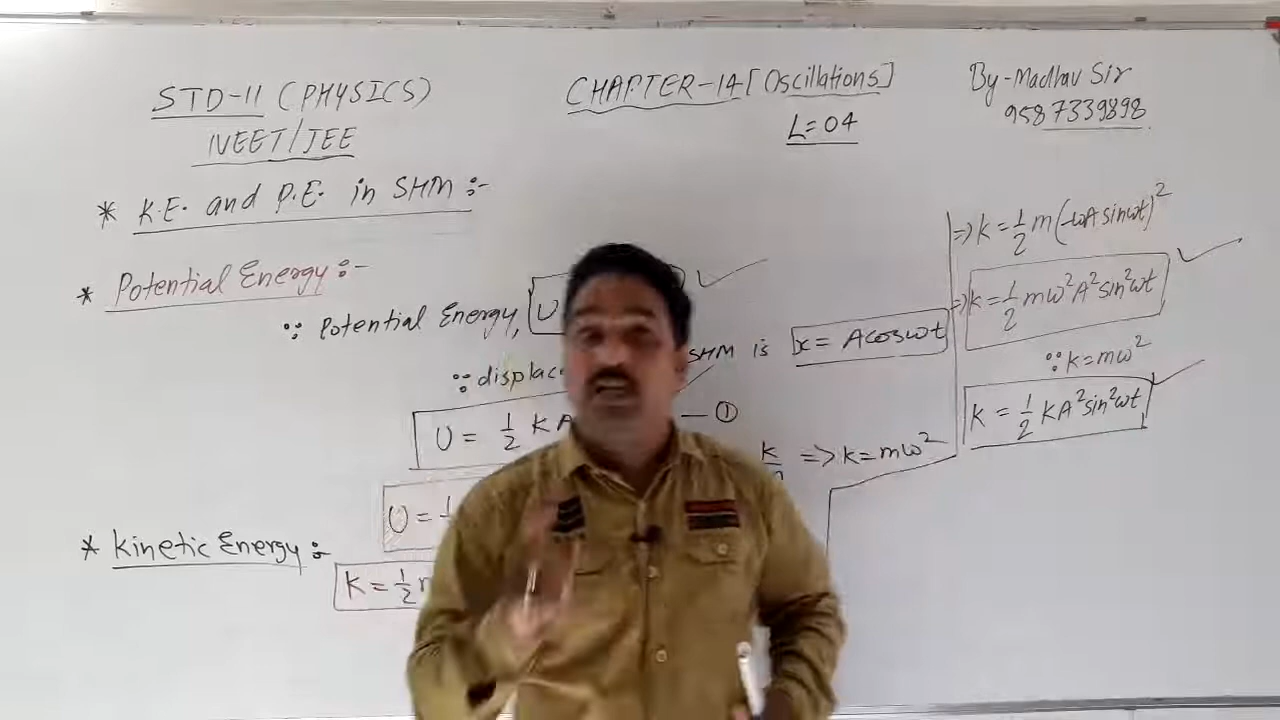 STD-11 (PHYSICS)
NEET/JEE
CHAPTER-14 [Oscillations]
L=04
By-Madhav Sir
9587339898
* K.E. and P.E. in SHM :-
* Potential Energy :-
∵ Potential Energy, U
∵ displac
SHM is x = A cosωt
U = 1/2 KA
— ①
k => k=mω²
U = 1/
* Kinetic Energy :-
K = 1/2
=> k = 1/2 m(-ωA sinωt)²
=> k = 1/2 mω²A² sin²ωt
∵ k=mω²
K = 1/2 KA² sin²ωt